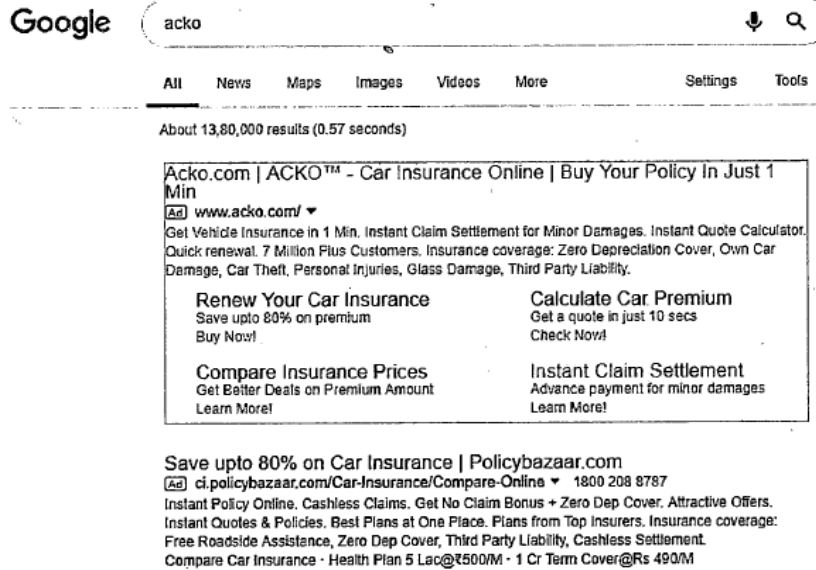 Google
acko
All News Maps Images Videos More Settings Tools
About 13,80,000 results (0.57 seconds)
Acko.com | ACKO™ - Car Insurance Online | Buy Your Policy In Just 1
Min
Ad www.acko.com/
Get Vehicle Insurance in 1 Min. Instant Claim Settlement for Minor Damages. Instant Quote Calculator.
Quick renewal. 7 Million Plus Customers. Insurance coverage: Zero Depreciation Cover, Own Car
Damage, Car Theft, Personal Injuries, Glass Damage, Third Party Liability.
Renew Your Car Insurance
Save upto 80% on premium
Buy Now!
Calculate Car Premium
Get a quote in just 10 secs
Check Now!
Compare Insurance Prices
Get Better Deals on Premium Amount
Learn More!
Instant Claim Settlement
Advance payment for minor damages
Learn More!
Save upto 80% on Car Insurance | Policybazaar.com
Ad ci.policybazaar.com/Car-Insurance/Compare-Online 1800 208 8787
Instant Policy Online. Cashless Claims. Get No Claim Bonus + Zero Dep Cover. Attractive Offers.
Instant Quotes & Policies. Best Plans at One Place. Plans from Top Insurers. Insurance coverage:
Free Roadside Assistance, Zero Dep Cover, Third Party Liability, Cashless Settlement.
Compare Car Insurance · Health Plan 5 Lac@₹500/M · 1 Cr Term Cover@Rs 490/M